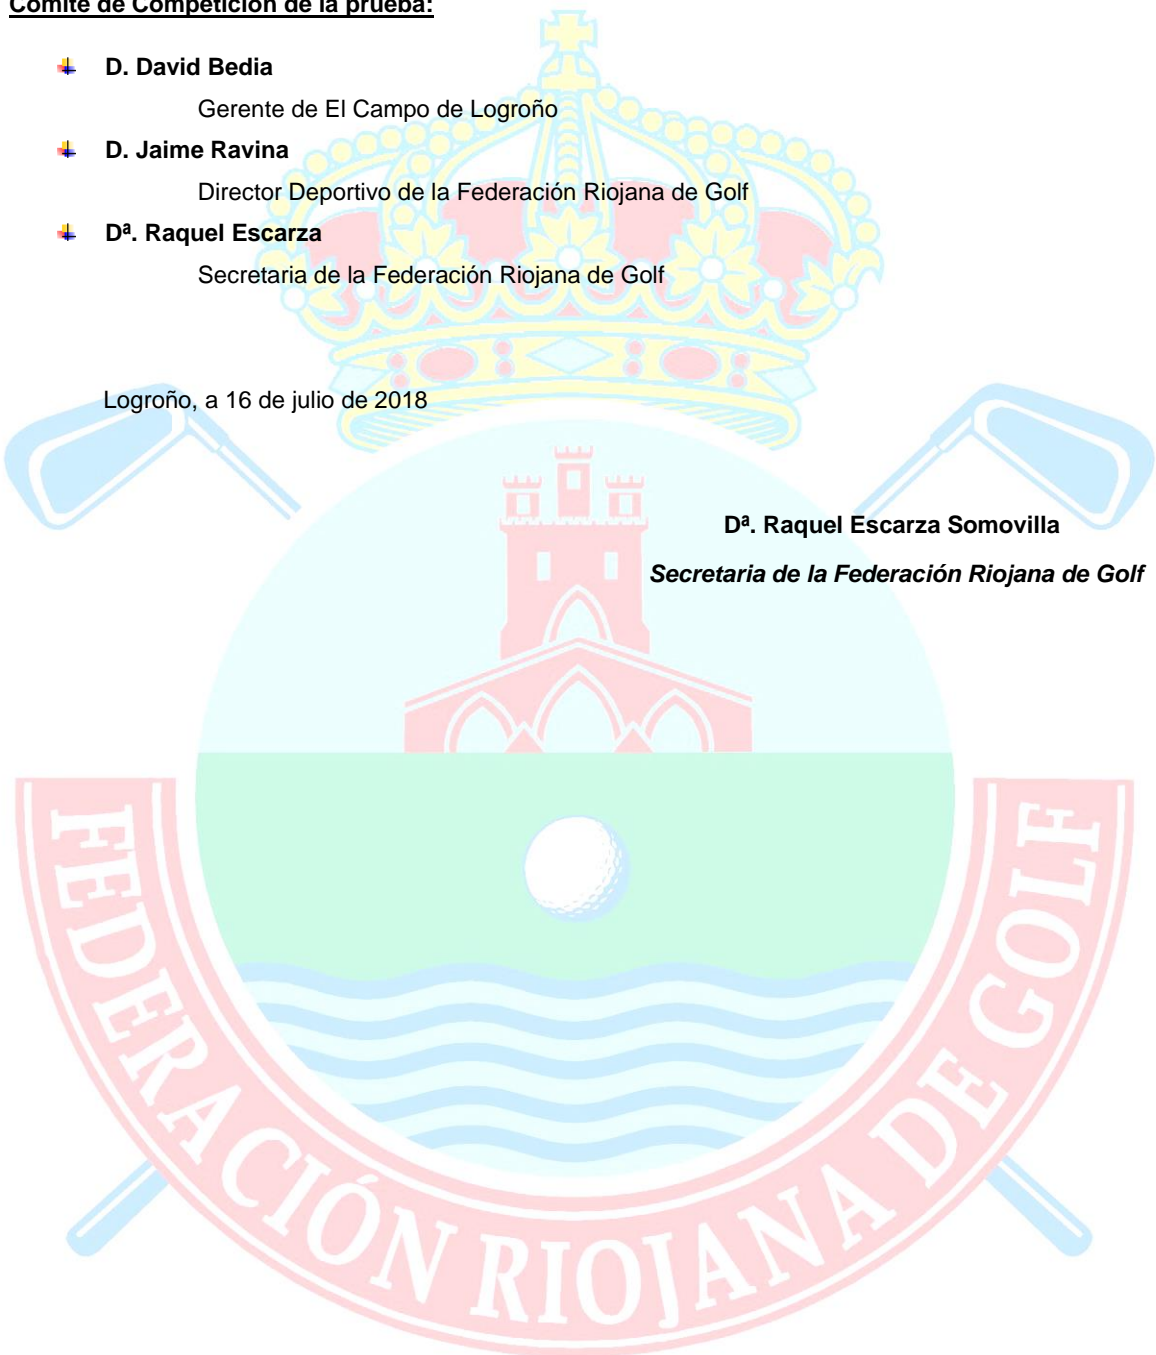 Comité de Competición de la prueba:
D. David Bedia
Gerente de El Campo de Logroño
D. Jaime Ravina
Director Deportivo de la Federación Riojana de Golf
Dª. Raquel Escarza
Secretaria de la Federación Riojana de Golf
Logroño, a 16 de julio de 2018
Dª. Raquel Escarza Somovilla
Secretaria de la Federación Riojana de Golf
FEDERACIÓN RIOJANA DE GOLF